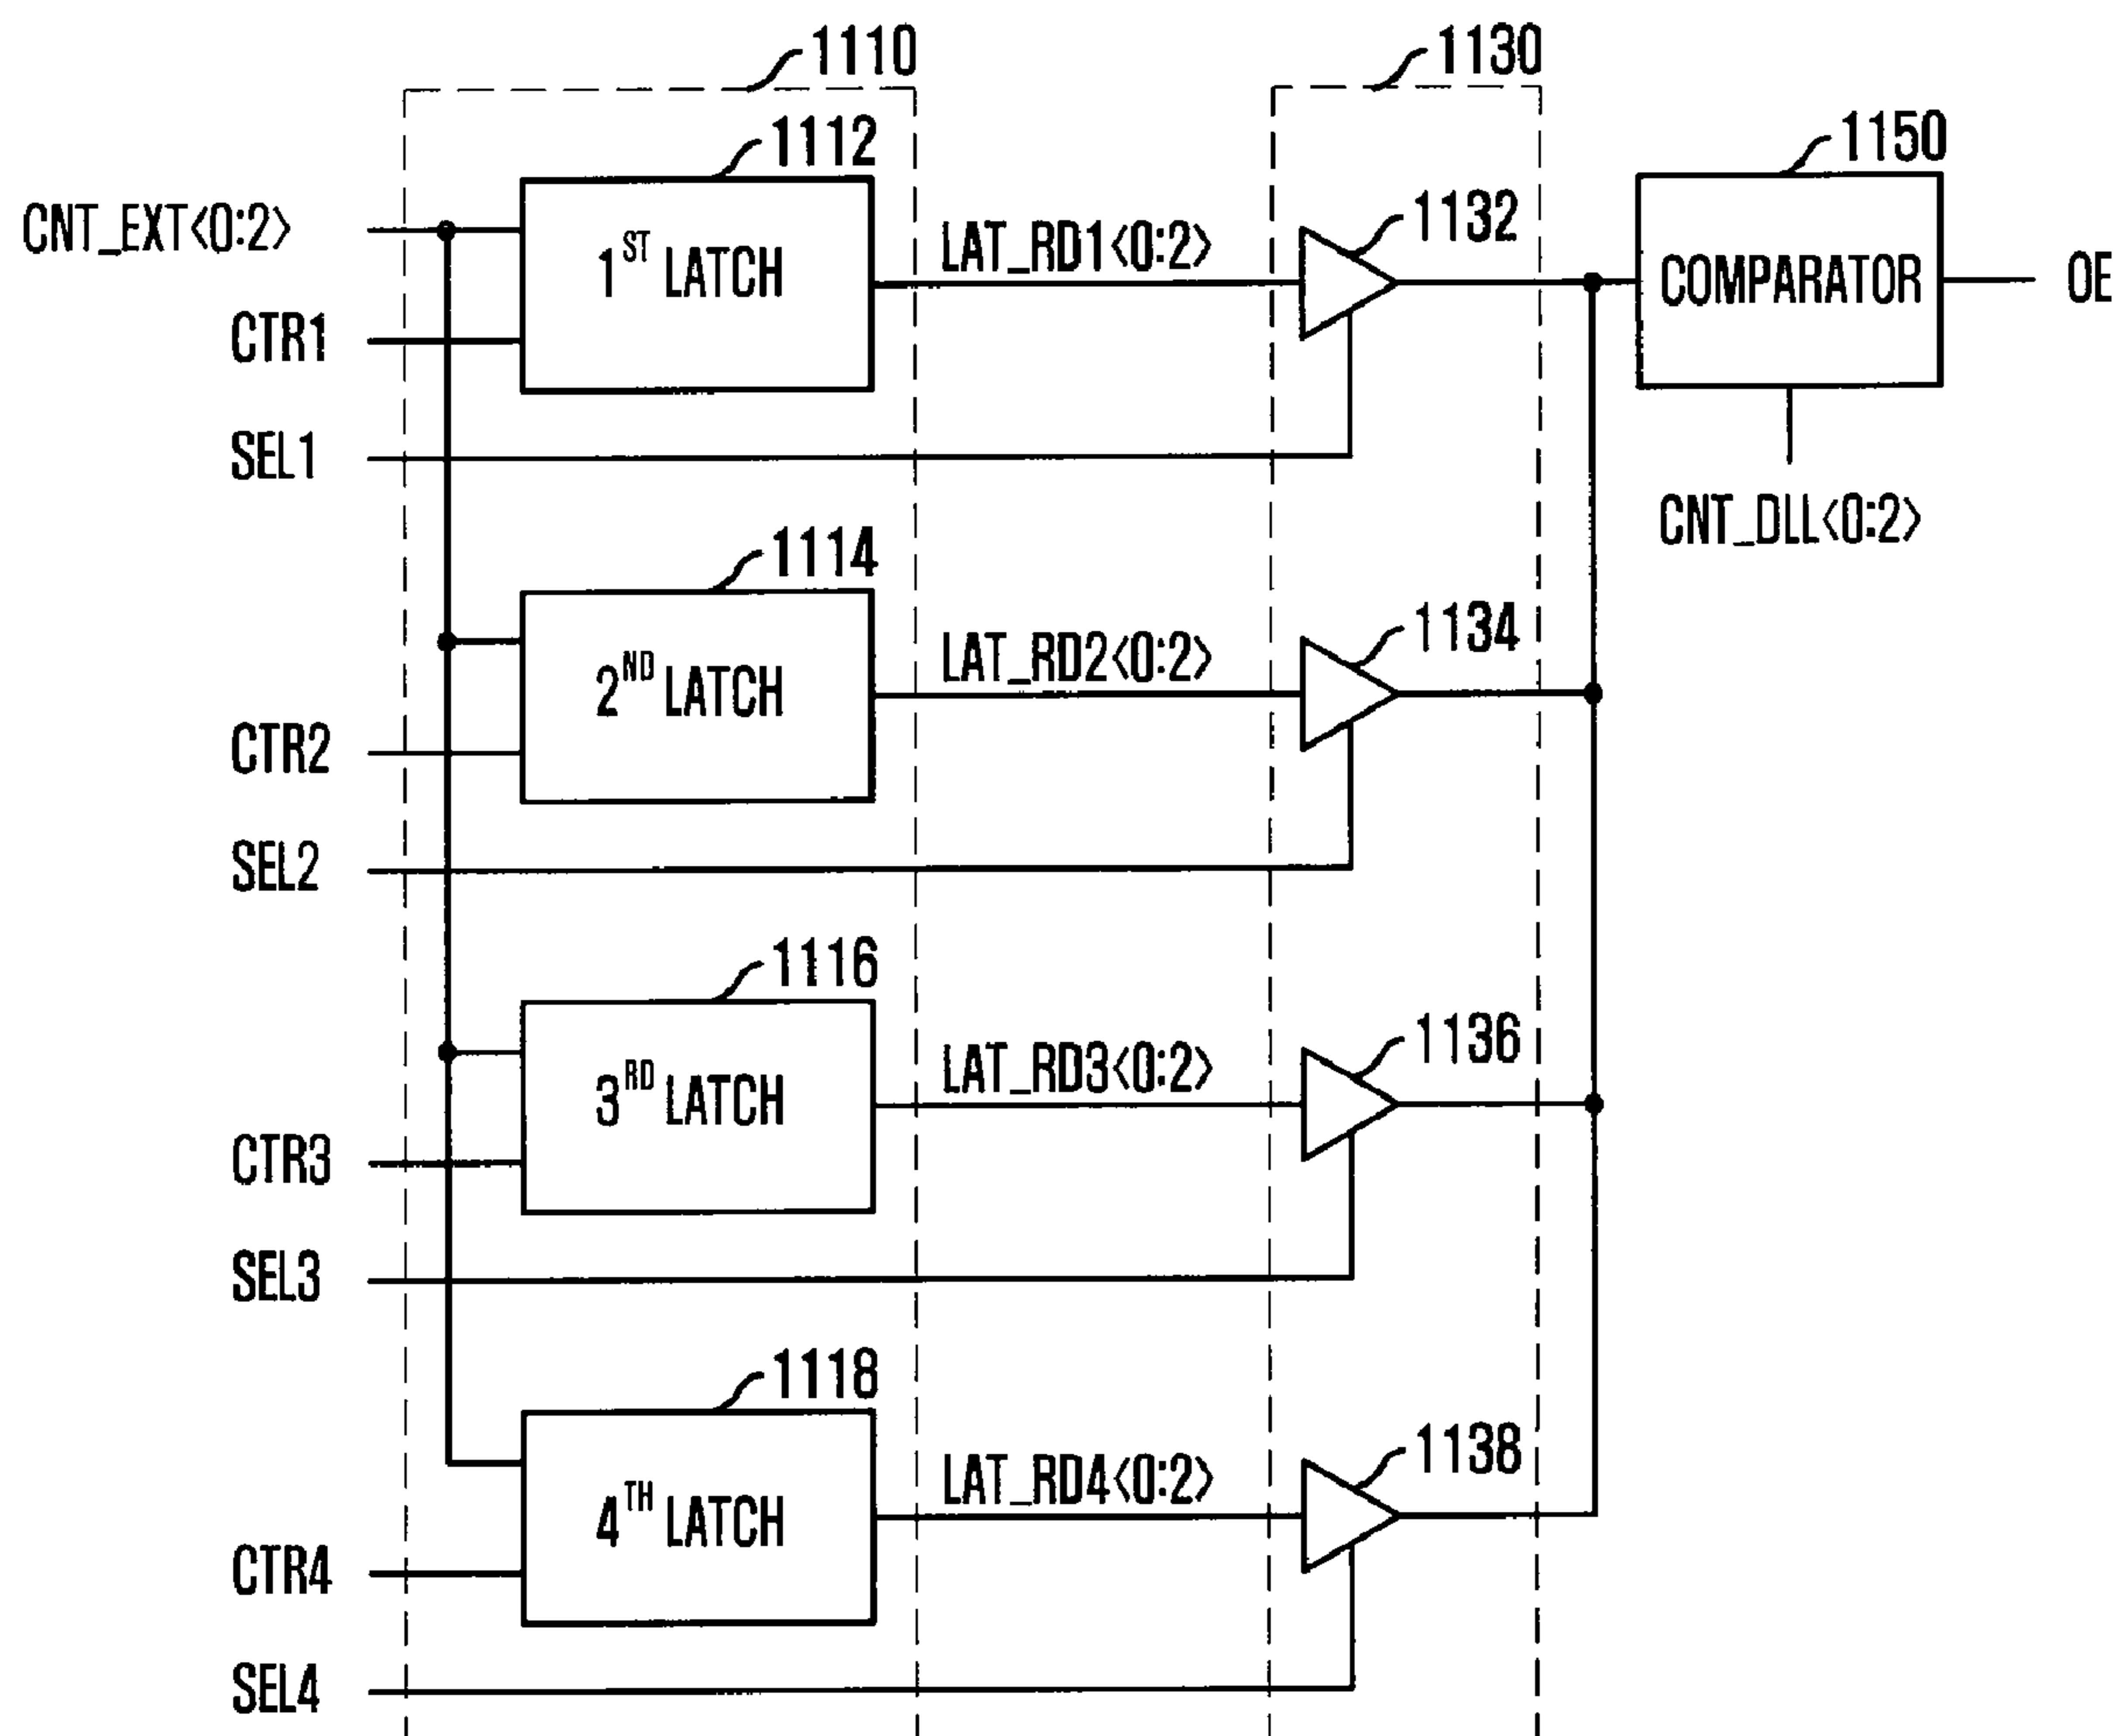 1110
1130
1112
1150
CNT_EXT<0:2>
1ST LATCH
LAT_RD1<0:2>
1132
COMPARATOR
OE
CTR1
SEL1
CNT_DLL<0:2>
1114
2ND LATCH
LAT_RD2<0:2>
1134
CTR2
SEL2
1116
3RD LATCH
LAT_RD3<0:2>
1136
CTR3
SEL3
1118
4TH LATCH
LAT_RD4<0:2>
1138
CTR4
SEL4